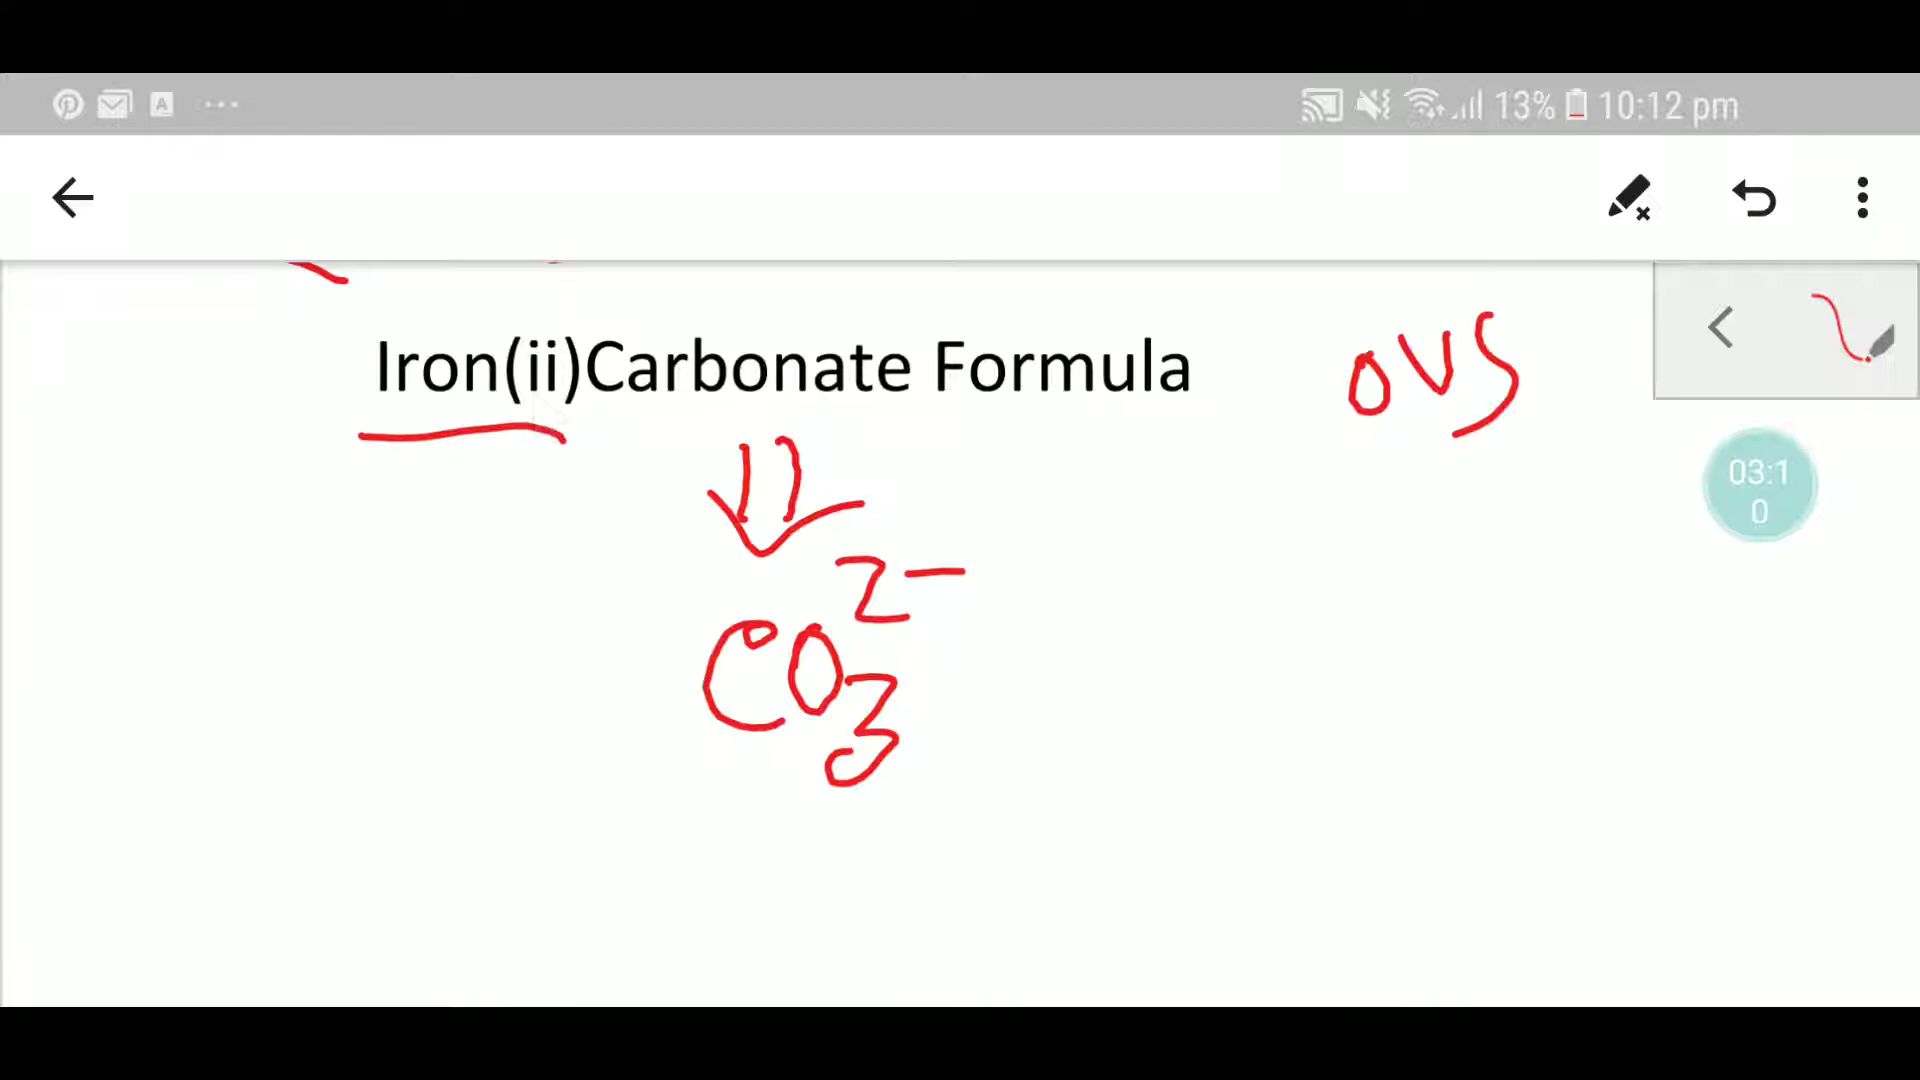 A 13% 10:12 pm
Iron(ii)Carbonate Formula
OVS
03:1
0
2-
CO3